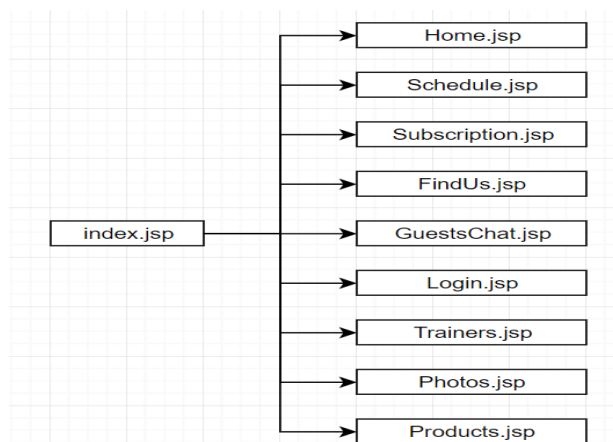 Home.jsp
Schedule.jsp
Subscription.jsp
FindUs.jsp
index.jsp
GuestsChat.jsp
Login.jsp
Trainers.jsp
Photos.jsp
Products.jsp